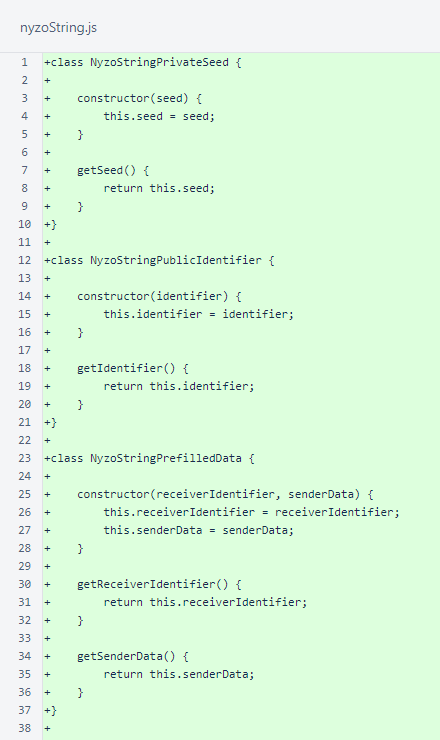 nyzoString.js
1 +class NyzoStringPrivateSeed {
2 +
3 +    constructor(seed) {
4 +        this.seed = seed;
5 +    }
6 +
7 +    getSeed() {
8 +        return this.seed;
9 +    }
10 +}
11 +
12 +class NyzoStringPublicIdentifier {
13 +
14 +    constructor(identifier) {
15 +        this.identifier = identifier;
16 +    }
17 +
18 +    getIdentifier() {
19 +        return this.identifier;
20 +    }
21 +}
22 +
23 +class NyzoStringPrefilledData {
24 +
25 +    constructor(receiverIdentifier, senderData) {
26 +        this.receiverIdentifier = receiverIdentifier;
27 +        this.senderData = senderData;
28 +    }
29 +
30 +    getReceiverIdentifier() {
31 +        return this.receiverIdentifier;
32 +    }
33 +
34 +    getSenderData() {
35 +        return this.senderData;
36 +    }
37 +}
38 +